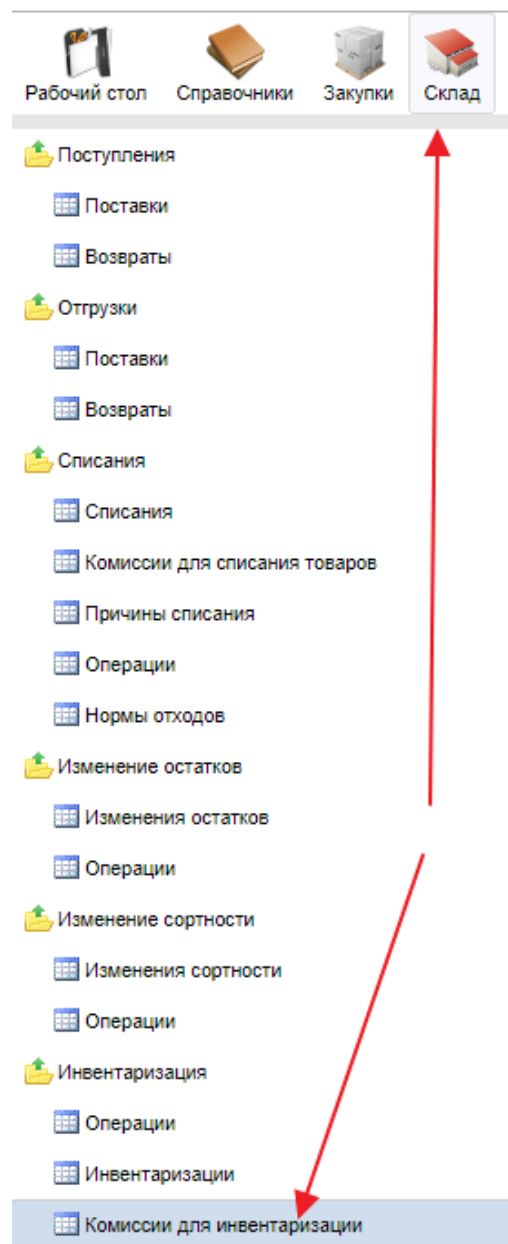 Рабочий стол Справочники Закупки Склад
Поступления
Поставки
Возвраты
Отгрузки
Поставки
Возвраты
Списания
Списания
Комиссии для списания товаров
Причины списания
Операции
Нормы отходов
Изменение остатков
Изменения остатков
Операции
Изменение сортности
Изменения сортности
Операции
Инвентаризация
Операции
Инвентаризации
Комиссии для инвентаризации